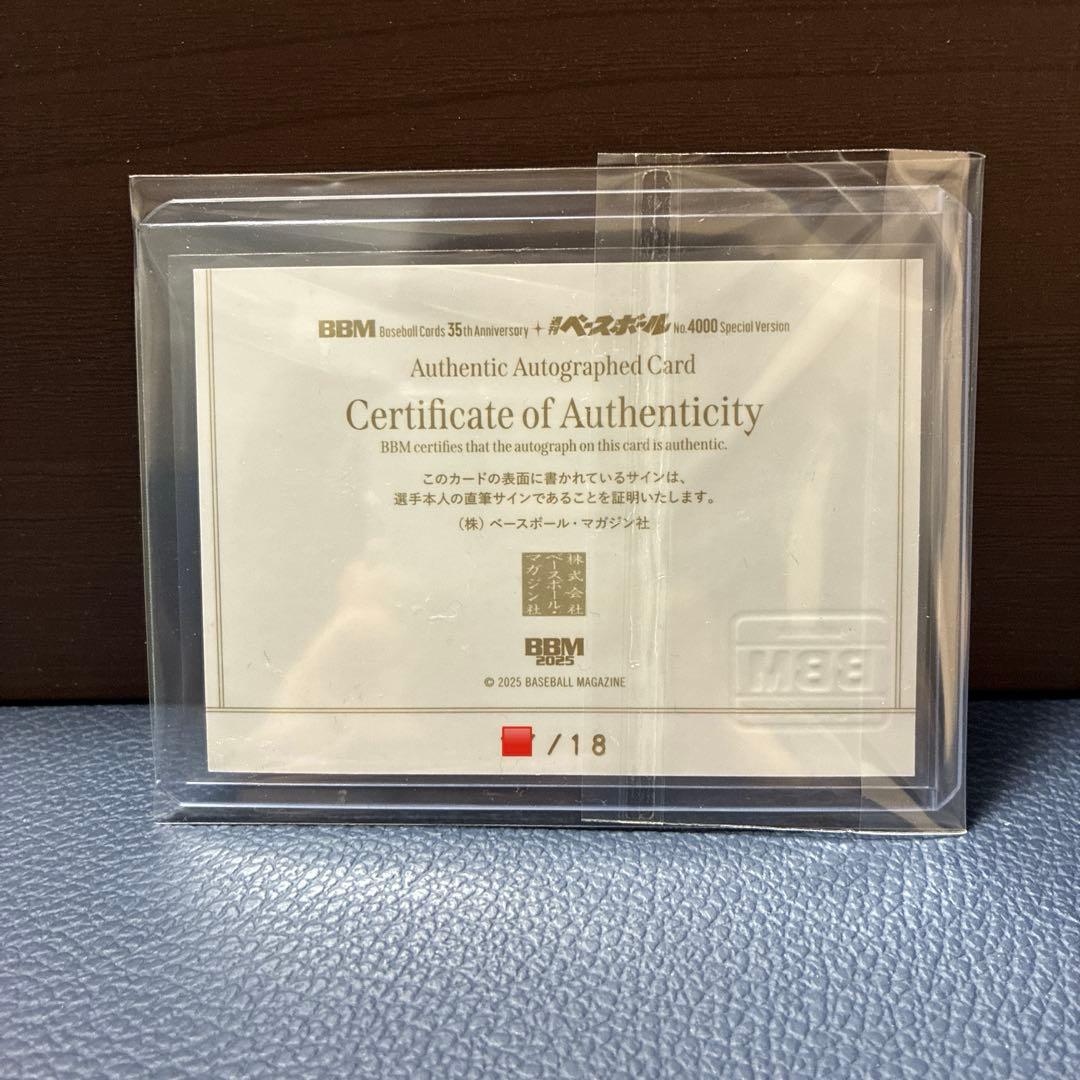 BBM Baseball Cards 35th Anniversary + 週刊ベースボール No.4000 Special Version
Authentic Autographed Card
Certificate of Authenticity
BBM certifies that the autograph on this card is authentic.
このカードの表面に書かれているサインは、
選手本人の直筆サインであることを証明いたします。
(株) ベースボール・マガジン社
株式会社
ベースボール・
マガジン社
BBM
2025
© 2025 BASEBALL MAGAZINE
BBM
/18